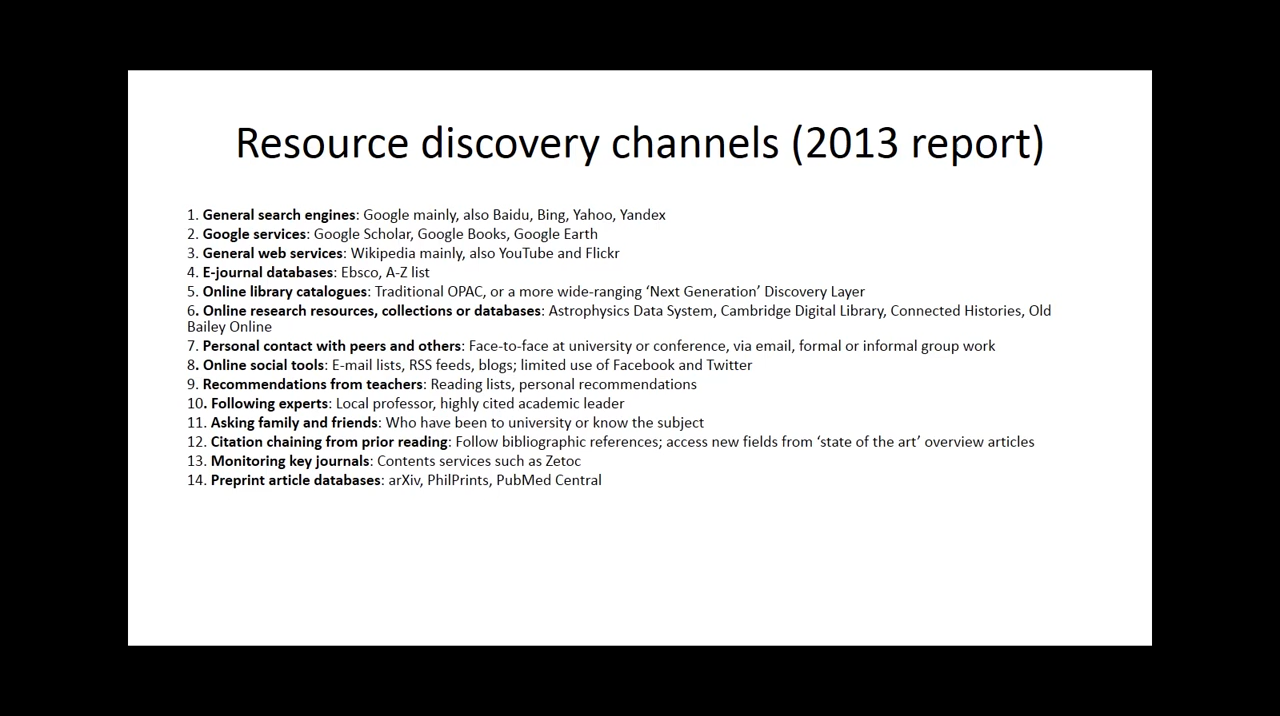 Resource discovery channels (2013 report)
1. General search engines: Google mainly, also Baidu, Bing, Yahoo, Yandex
2. Google services: Google Scholar, Google Books, Google Earth
3. General web services: Wikipedia mainly, also YouTube and Flickr
4. E-journal databases: Ebsco, A-Z list
5. Online library catalogues: Traditional OPAC, or a more wide-ranging ‘Next Generation’ Discovery Layer
6. Online research resources, collections or databases: Astrophysics Data System, Cambridge Digital Library, Connected Histories, Old
Bailey Online
7. Personal contact with peers and others: Face-to-face at university or conference, via email, formal or informal group work
8. Online social tools: E-mail lists, RSS feeds, blogs; limited use of Facebook and Twitter
9. Recommendations from teachers: Reading lists, personal recommendations
10. Following experts: Local professor, highly cited academic leader
11. Asking family and friends: Who have been to university or know the subject
12. Citation chaining from prior reading: Follow bibliographic references; access new fields from ‘state of the art’ overview articles
13. Monitoring key journals: Contents services such as Zetoc
14. Preprint article databases: arXiv, PhilPrints, PubMed Central